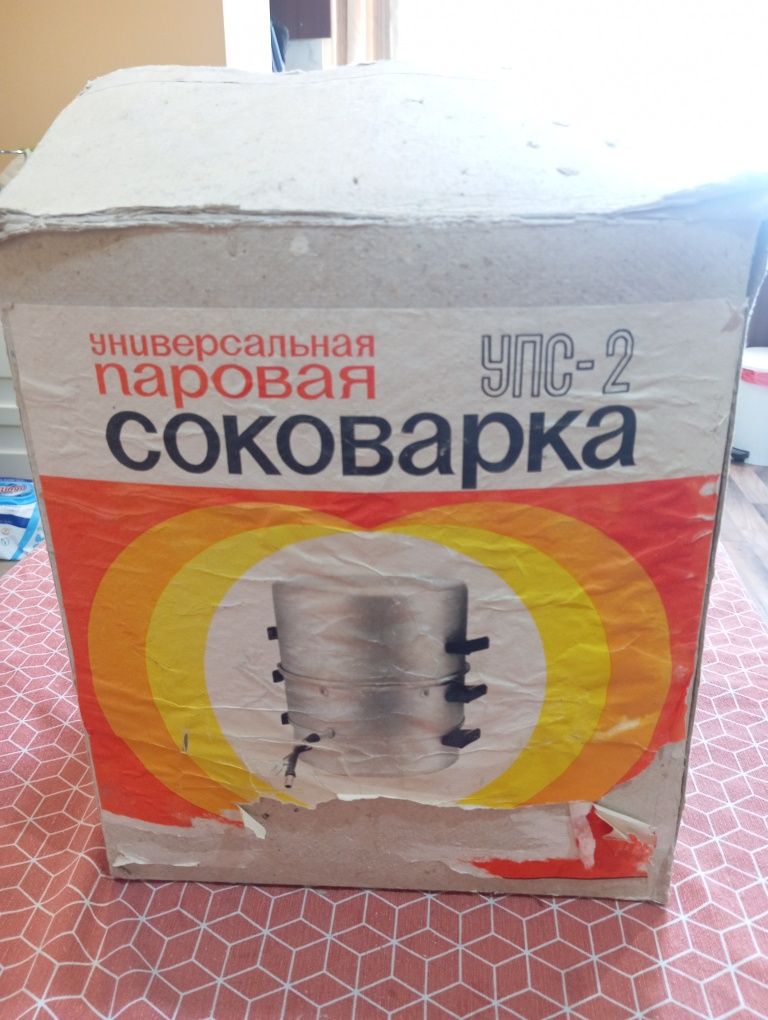 универсальная
паровая УПС-2
соковарка